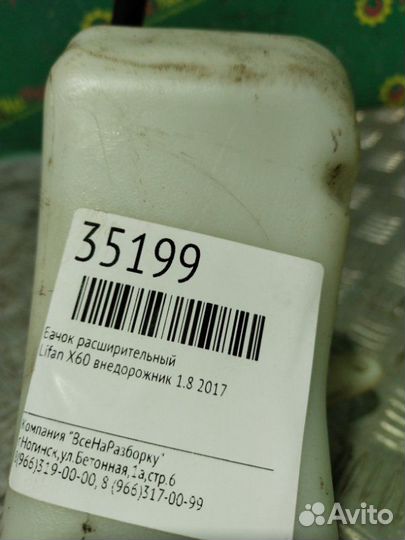 35199
Бачок расширительный
Lifan X60 внедорожник 1.8 2017
Компания "ВсеНаРазборку"
г.Ногинск,ул.Бетонная,1а,стр.6
8(966)319-00-00, 8 (966)317-00-99
Avito